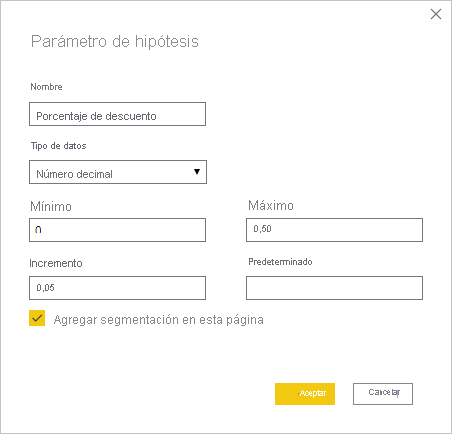 Parámetro de hipótesis
Nombre
Porcentaje de descuento
Tipo de datos
Número decimal
Mínimo
Máximo
0
0,50
Incremento
Predeterminado
0,05
Agregar segmentación en esta página
Aceptar
Cancelar